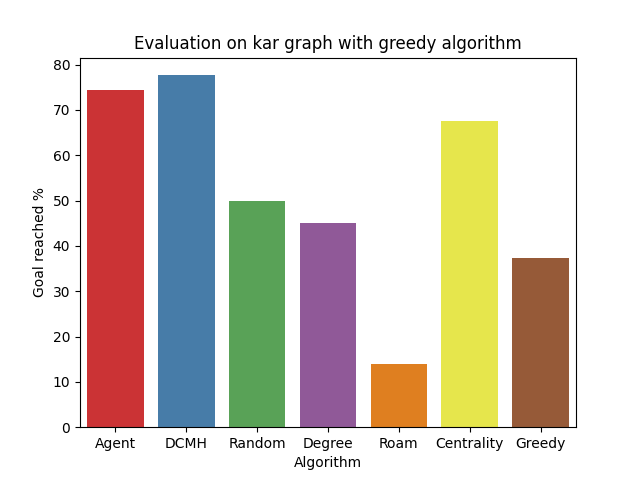 Evaluation on kar graph with greedy algorithm
80
70
60
50
40
30
20
10
0
Goal reached %
Agent DCMH Random Degree Roam Centrality Greedy
Algorithm